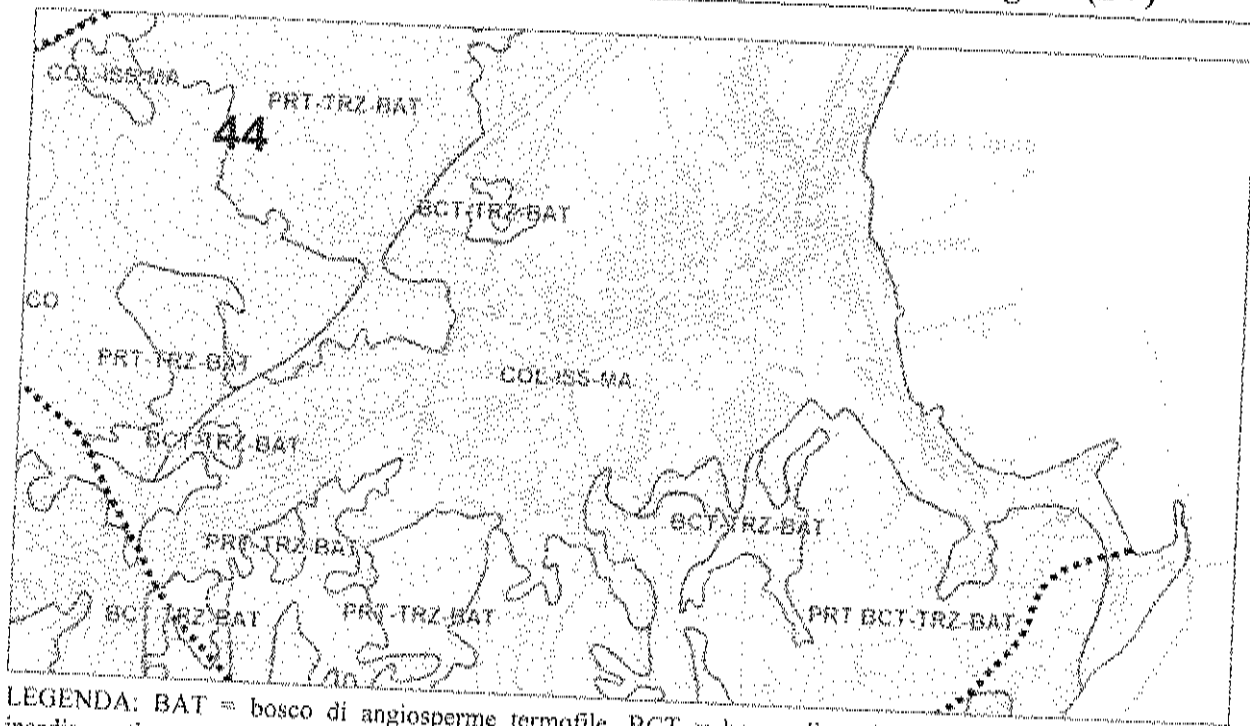 COL-ISS-MA
PRT-TRZ-BAT
44
Vado Ligure
BCT-TRZ-BAT
CO
PRT-TRZ-BAT
COL-ISS-MA
BCT-TRZ-BAT
BCT-TRZ-BAT
PRT-TRZ-BAT
BCT-TRZ-BAT
PRT-TRZ-BAT
PRT BCT-TRZ-BAT
LEGENDA: BAT = bosco di angiosperme termofile, BCT =